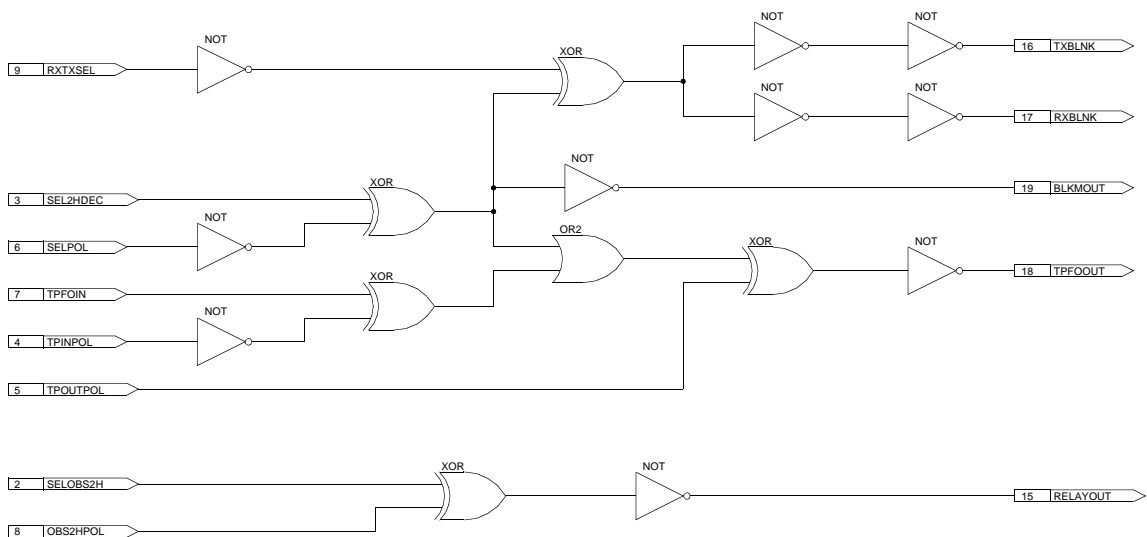 NOT
NOT
NOT
9 RXTXSEL
XOR
16 TXBLNK
NOT
NOT
17 RXBLNK
NOT
19 BLKMOUT
3 SEL2HDEC
XOR
NOT
6 SELPOL
OR2
XOR
NOT
18 TPFOOUT
7 TPFOIN
XOR
NOT
4 TPINPOL
5 TPOUTPOL
2 SELOBS2H
XOR
NOT
15 RELAYOUT
8 OBS2HPOL